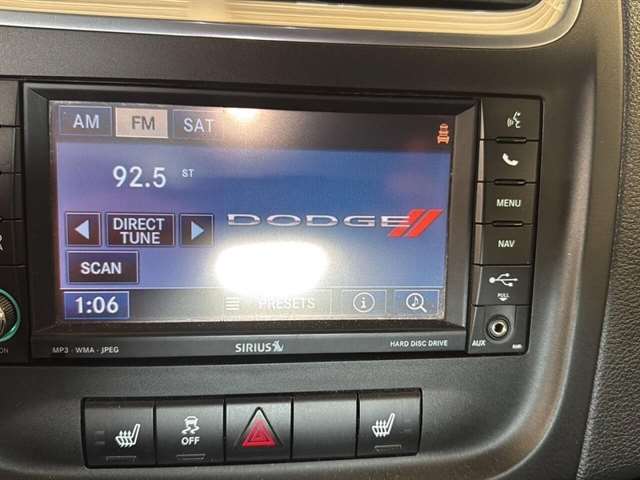 AM FM SAT
92.5 ST
DIRECT
TUNE
DODGE
SCAN
1:06 PRESETS
MENU
NAV
PULL
AUX
MP3 · WMA · JPEG SIRIUS HARD DISC DRIVE
OFF